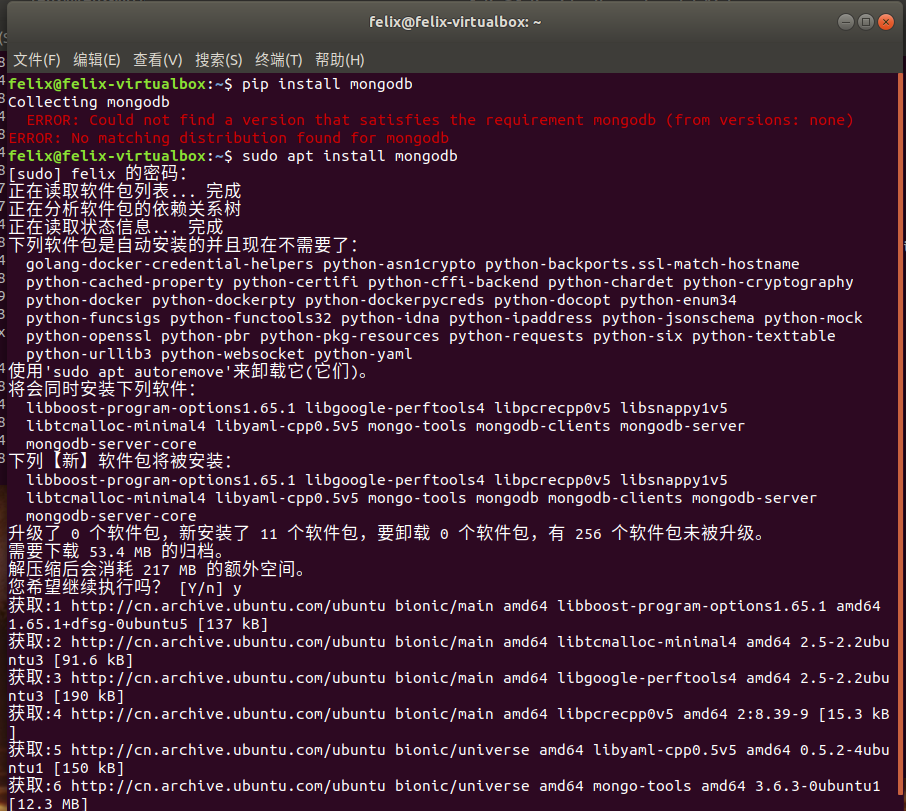 felix@felix-virtualbox: ~
文件(F) 编辑(E) 查看(V) 搜索(S) 终端(T) 帮助(H)
felix@felix-virtualbox:~$ pip install mongodb
Collecting mongodb
  ERROR: Could not find a version that satisfies the requirement mongodb (from versions: none)
ERROR: No matching distribution found for mongodb
felix@felix-virtualbox:~$ sudo apt install mongodb
[sudo] felix 的密码：
正在读取软件包列表... 完成
正在分析软件包的依赖关系树
正在读取状态信息... 完成
下列软件包是自动安装的并且现在不需要了：
  golang-docker-credential-helpers python-asn1crypto python-backports.ssl-match-hostname
  python-cached-property python-certifi python-cffi-backend python-chardet python-cryptography
  python-docker python-dockerpty python-dockerpycreds python-docopt python-enum34
  python-funcsigs python-functools32 python-idna python-ipaddress python-jsonschema python-mock
  python-openssl python-pbr python-pkg-resources python-requests python-six python-texttable
  python-urllib3 python-websocket python-yaml
使用'sudo apt autoremove'来卸载它(它们)。
将会同时安装下列软件：
  libboost-program-options1.65.1 libgoogle-perftools4 libpcrecpp0v5 libsnappy1v5
  libtcmalloc-minimal4 libyaml-cpp0.5v5 mongo-tools mongodb-clients mongodb-server
  mongodb-server-core
下列【新】软件包将被安装：
  libboost-program-options1.65.1 libgoogle-perftools4 libpcrecpp0v5 libsnappy1v5
  libtcmalloc-minimal4 libyaml-cpp0.5v5 mongo-tools mongodb mongodb-clients mongodb-server
  mongodb-server-core
升级了 0 个软件包，新安装了 11 个软件包，要卸载 0 个软件包，有 256 个软件包未被升级。
需要下载 53.4 MB 的归档。
解压缩后会消耗 217 MB 的额外空间。
您希望继续执行吗？ [Y/n] y
获取:1 http://cn.archive.ubuntu.com/ubuntu bionic/main amd64 libboost-program-options1.65.1 amd64
1.65.1+dfsg-0ubuntu5 [137 kB]
获取:2 http://cn.archive.ubuntu.com/ubuntu bionic/main amd64 libtcmalloc-minimal4 amd64 2.5-2.2ubu
ntu3 [91.6 kB]
获取:3 http://cn.archive.ubuntu.com/ubuntu bionic/main amd64 libgoogle-perftools4 amd64 2.5-2.2ubu
ntu3 [190 kB]
获取:4 http://cn.archive.ubuntu.com/ubuntu bionic/main amd64 libpcrecpp0v5 amd64 2:8.39-9 [15.3 kB
]
获取:5 http://cn.archive.ubuntu.com/ubuntu bionic/universe amd64 libyaml-cpp0.5v5 amd64 0.5.2-4ubu
ntu1 [150 kB]
获取:6 http://cn.archive.ubuntu.com/ubuntu bionic/universe amd64 mongo-tools amd64 3.6.3-0ubuntu1
[12.3 MB]